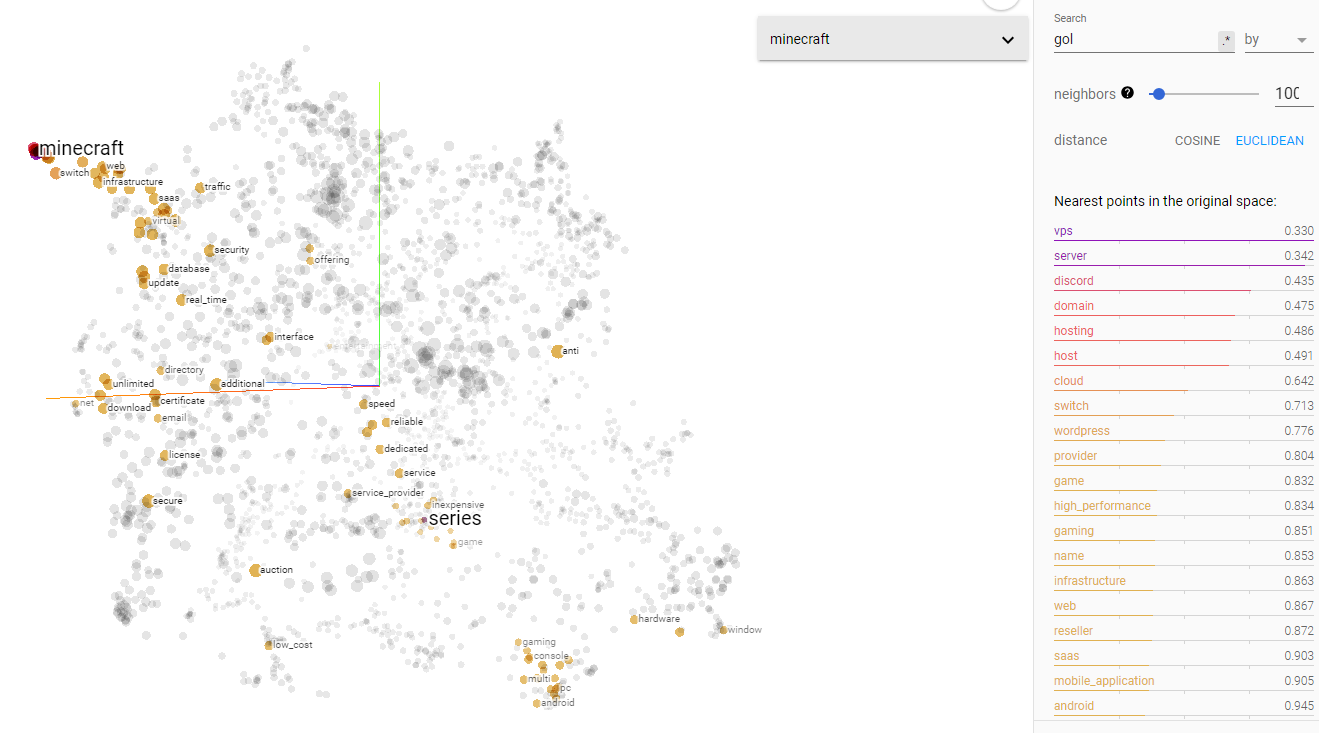 minecraft
Search
gol
.*
by
neighbors
?
100
distance
COSINE
EUCLIDEAN
Nearest points in the original space:
vps 0.330
server 0.342
discord 0.435
domain 0.475
hosting 0.486
host 0.491
cloud 0.642
switch 0.713
wordpress 0.776
provider 0.804
game 0.832
high_performance 0.834
gaming 0.851
name 0.853
infrastructure 0.863
web 0.867
reseller 0.872
saas 0.903
mobile_application 0.905
android 0.945
minecraft
web
switch
infrastructure
traffic
saas
virtual
security
offering
database
update
real_time
interface
anti
directory
unlimited
additional
net
certificate
download
speed
email
reliable
dedicated
license
service
service_provider
secure
inexpensive
series
game
auction
hardware
window
low_cost
gaming
console
multi
pc
android